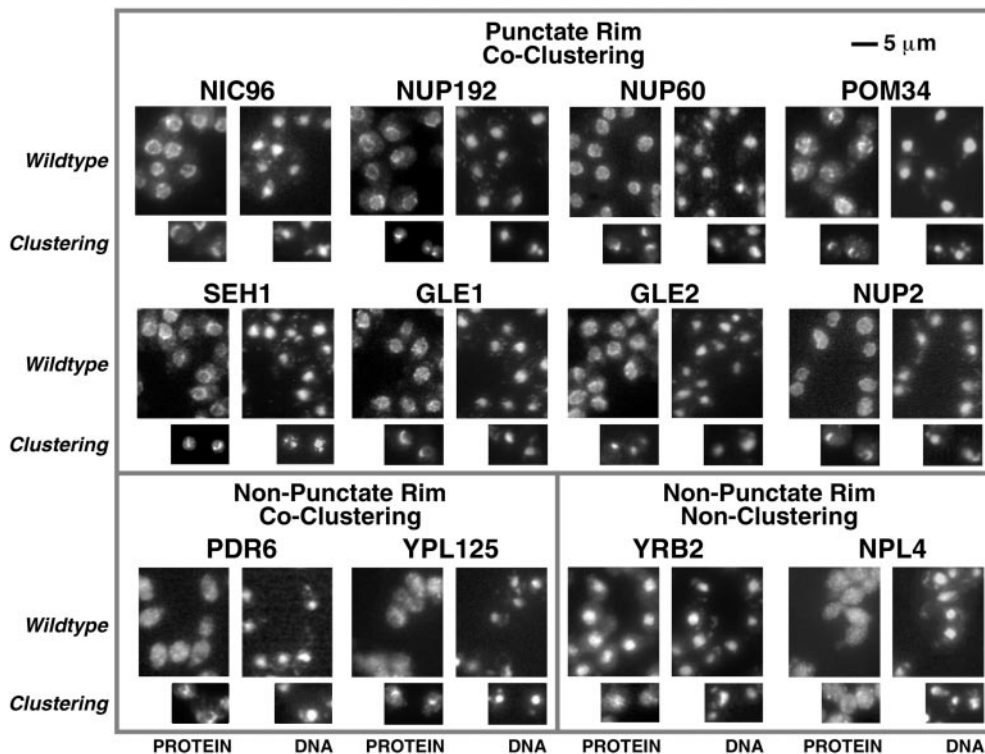 Punctate Rim
Co-Clustering
5 μm
NIC96 NUP192 NUP60 POM34
Wildtype
Clustering
SEH1 GLE1 GLE2 NUP2
Wildtype
Clustering
Non-Punctate Rim
Co-Clustering
Non-Punctate Rim
Non-Clustering
PDR6 YPL125 YRB2 NPL4
Wildtype
Clustering
PROTEIN DNA PROTEIN DNA PROTEIN DNA PROTEIN DNA